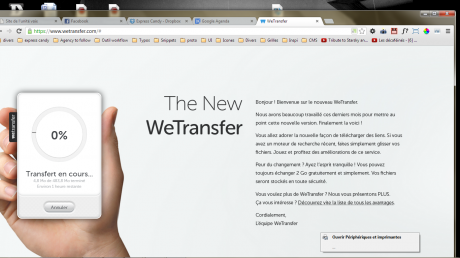 Site de l'unité visu
Facebook
Express Candy - Dropbox
Google Agenda
WeTransfer
https://www.wetransfer.com/#
divers
express candy
Agency to follow
Outil workflow
Typos
Snippets
pretix
UI
Icones
Divers
Inspi
CMS
Tribute to Stanley an
Les décafeïnés - (S)
wetransfer
0%
Transfert en cours...
Annuler
The New
WeTransfer
Bonjour ! Bienvenue sur le nouveau WeTransfer.
Nous avons beaucoup travaillé ces derniers mois pour mettre au
point cette nouvelle version. Finalement la voici !
Vous allez adorer la nouvelle façon de télécharger des liens. Si vous
avez un moteur de recherche récent, faites simplement glisser vos
fichiers. Jouez et profitez des améliorations de ce service.
Pour du changement ? Ayez l'esprit tranquille ! Vous pouvez
toujours échanger 2 Go gratuitement et simplement. Vos fichiers
seront stockés en toute sécurité.
Vous voulez plus de WeTransfer ? Nous vous présentons PLUS.
Ça vous intéresse ? Découvrez vite la liste de tous les avantages.
Cordialement,
L'équipe WeTransfer
Ouvrir Périphériques et imprimantes